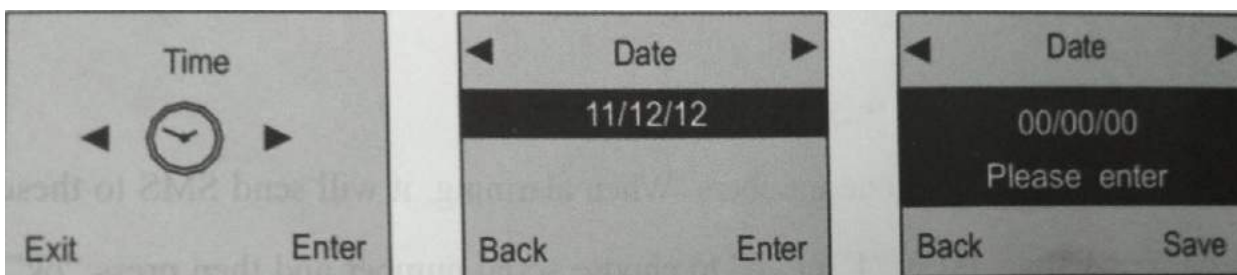 Time
Exit Enter
Date
11/12/12
Back Enter
Date
00/00/00
Please enter
Back Save